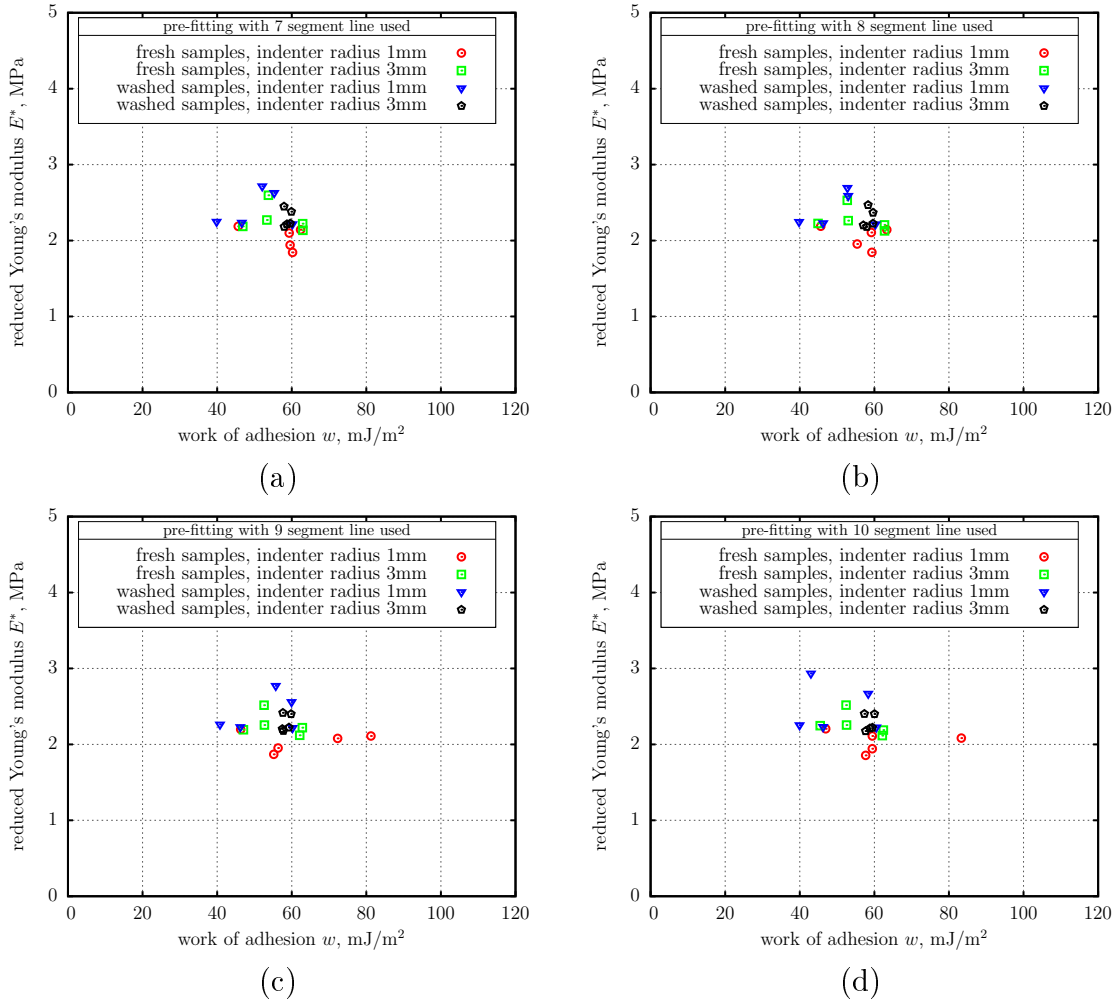 pre-fitting with 7 segment line used
fresh samples, indenter radius 1mm
fresh samples, indenter radius 3mm
washed samples, indenter radius 1mm
washed samples, indenter radius 3mm
reduced Young's modulus E*, MPa
5
4
3
2
1
0
0 20 40 60 80 100 120
work of adhesion w, mJ/m²
(a)
pre-fitting with 8 segment line used
fresh samples, indenter radius 1mm
fresh samples, indenter radius 3mm
washed samples, indenter radius 1mm
washed samples, indenter radius 3mm
reduced Young's modulus E*, MPa
5
4
3
2
1
0
0 20 40 60 80 100 120
work of adhesion w, mJ/m²
(b)
pre-fitting with 9 segment line used
fresh samples, indenter radius 1mm
fresh samples, indenter radius 3mm
washed samples, indenter radius 1mm
washed samples, indenter radius 3mm
reduced Young's modulus E*, MPa
5
4
3
2
1
0
0 20 40 60 80 100 120
work of adhesion w, mJ/m²
(c)
pre-fitting with 10 segment line used
fresh samples, indenter radius 1mm
fresh samples, indenter radius 3mm
washed samples, indenter radius 1mm
washed samples, indenter radius 3mm
reduced Young's modulus E*, MPa
5
4
3
2
1
0
0 20 40 60 80 100 120
work of adhesion w, mJ/m²
(d)